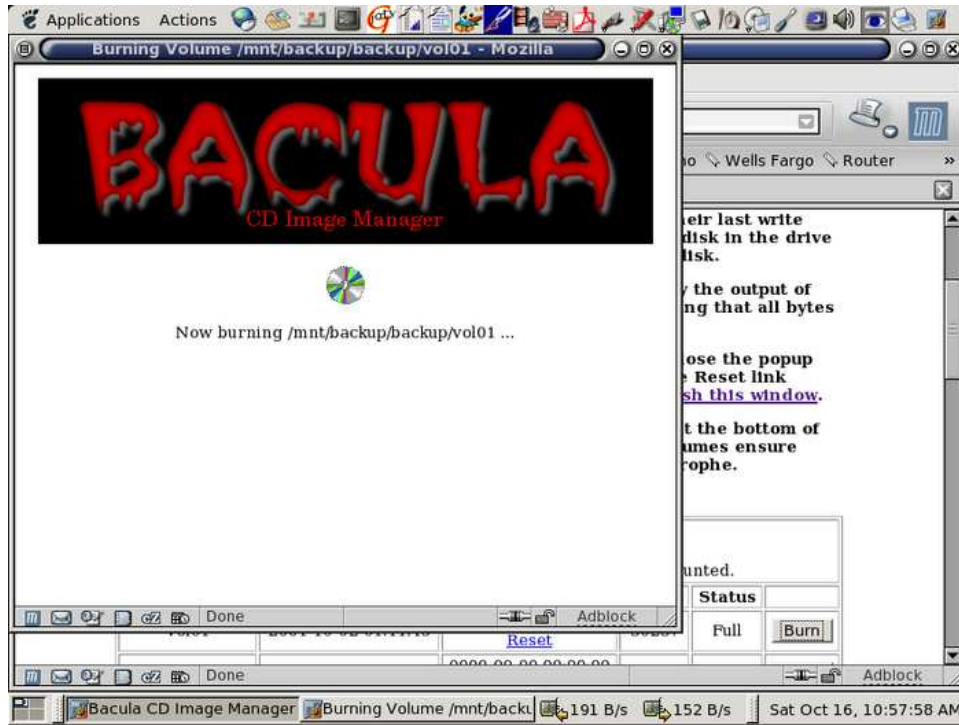 Applications Actions
Burning Volume /mnt/backup/backup/vol01 - Mozilla
BACULA
CD Image Manager
Now burning /mnt/backup/backup/vol01 ...
Done
Adblock
Wells Fargo Router »
eir last write
disk in the drive
disk.
the output of
ng that all bytes
ose the popup
Reset link
sh this window.
t the bottom of
umes ensure
rophe.
unted.
Status
Reset
Full
Burn
Done
Adblock
Bacula CD Image Manager
Burning Volume /mnt/backu
191 B/s
152 B/s
Sat Oct 16, 10:57:58 AM